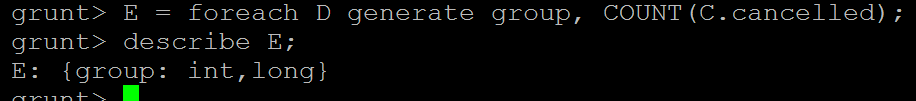 grunt> E = foreach D generate group, COUNT(C.cancelled);
grunt> describe E;
E: {group: int,long}
grunt>